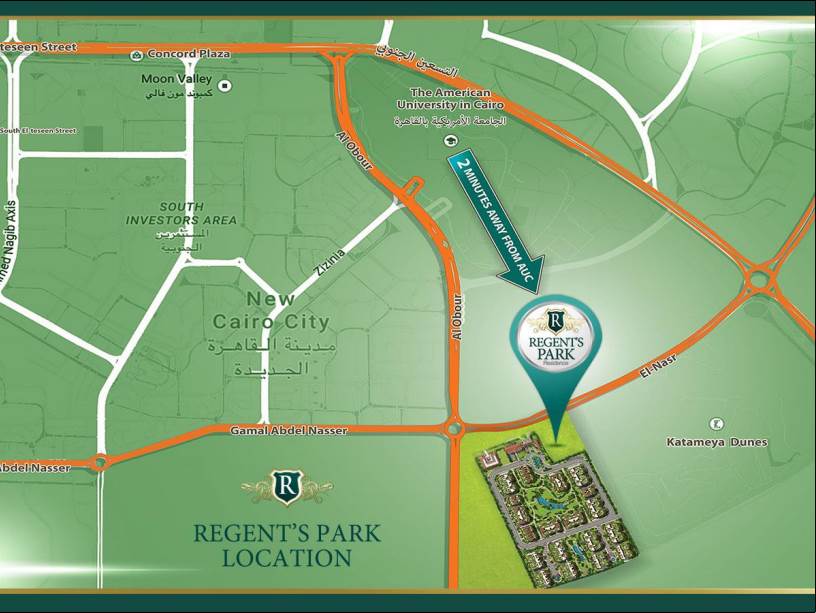 teseen Street
Concord Plaza
التسعين الجنوبي
Moon Valley
كمبوند مون فالي
The American
University in Cairo
الجامعة الأمريكية بالقاهرة
South El teseen Street
Al Obour
2 MINUTES AWAY FROM AUC
SOUTH
INVESTORS AREA
المستثمرين
الجنوبية
ned Nagib Axis
Zizinia
New
Cairo City
مدينة القاهرة
الجديدة
Al Obour
R
REGENT'S
PARK
Residence
El-Nasr
Gamal Abdel Nasser
Katameya Dunes
Abdel Nasser
R
REGENT'S PARK
LOCATION